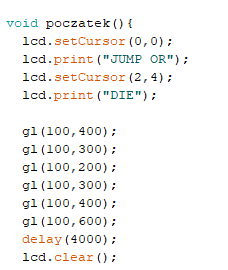 void poczatek(){
lcd.setCursor(0,0);
lcd.print("JUMP OR");
lcd.setCursor(2,4);
lcd.print("DIE");
gl(100,400);
gl(100,300);
gl(100,200);
gl(100,300);
gl(100,400);
gl(100,600);
delay(4000);
lcd.clear();